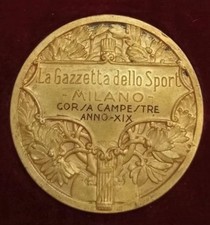 La Gazzetta dello Sport
-MILANO-
CORSA CAMPESTRE
ANNO-XIX